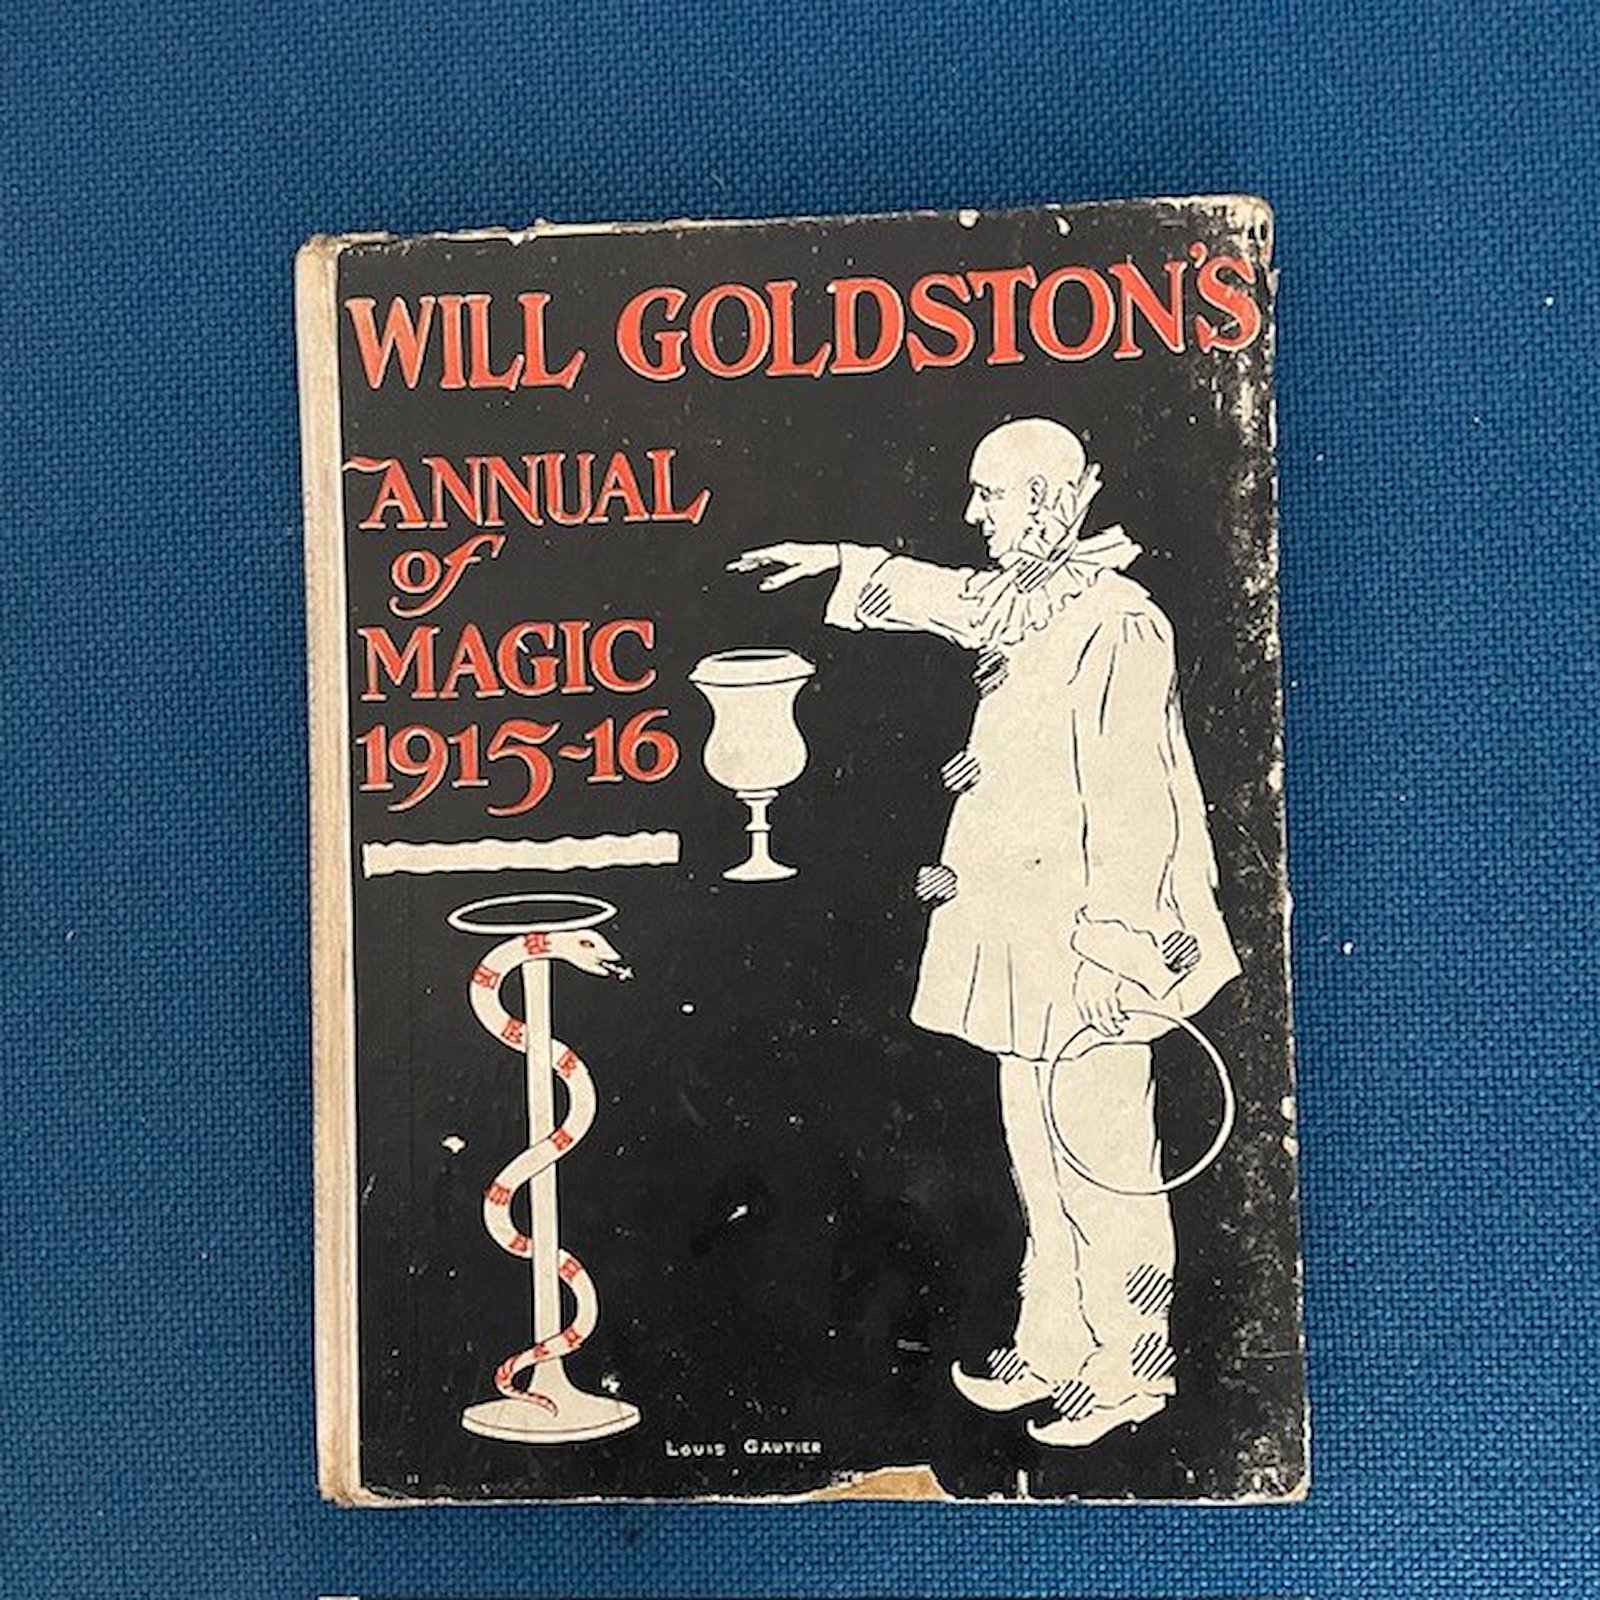 WILL GOLDSTON'S
ANNUAL
of
MAGIC
1915-16
LOUIS GAUTIER